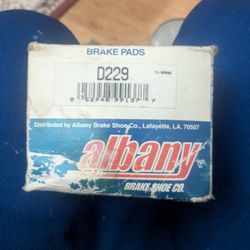 BRAKE PADS
D229
Distributed by Albany Brake Shoe Co., Lafayette, LA. 70507
albany
BRAKE SHOE CO.